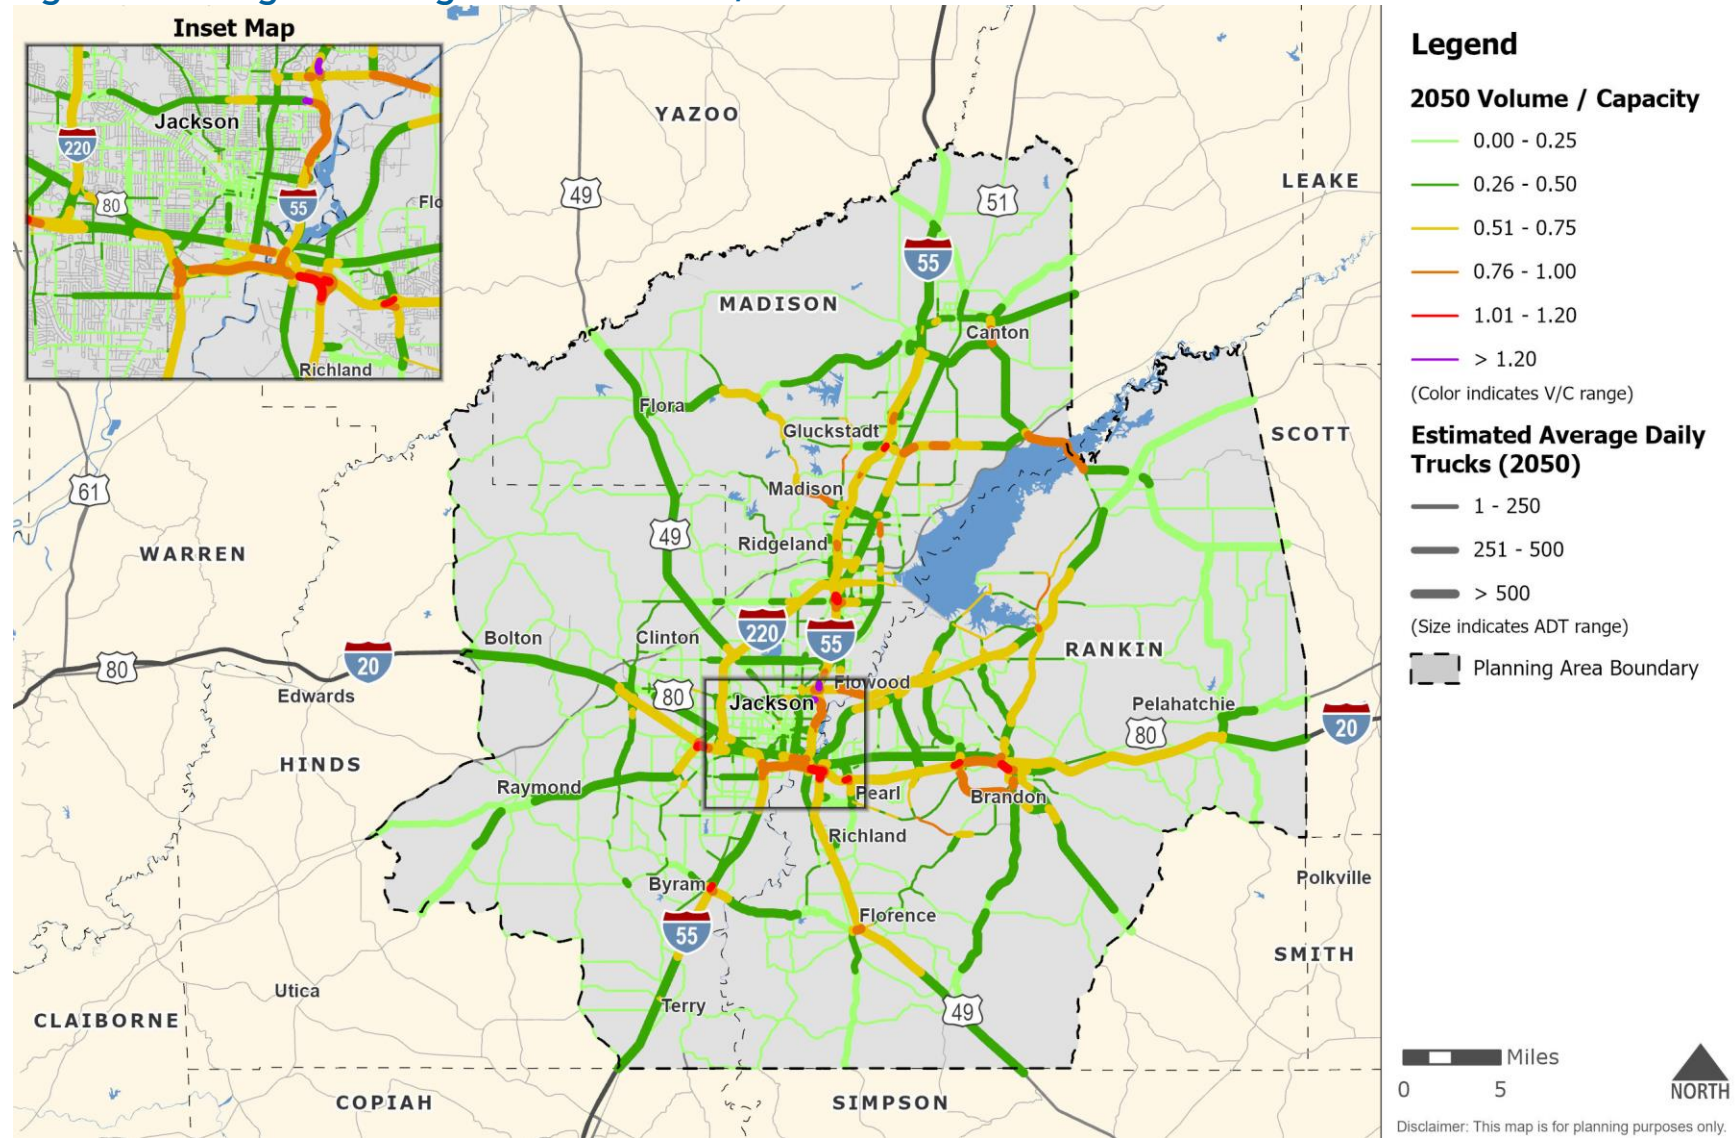 Inset Map
Jackson
220
80
55
Flo
Richland
YAZOO
LEAKE
49
51
55
MADISON
Canton
Flora
Gluckstadt
SCOTT
61
Madison
49
Ridgeland
WARREN
220
55
Bolton
Clinton
RANKIN
80
20
Edwards
80
Flowood
Jackson
Pelahatchie
80
20
HINDS
Raymond
Pearl
Brandon
Richland
Byram
Polkville
55
Florence
SMITH
Utica
Terry
49
CLAIBORNE
COPIAH
SIMPSON
Legend
2050 Volume / Capacity
0.00 - 0.25
0.26 - 0.50
0.51 - 0.75
0.76 - 1.00
1.01 - 1.20
> 1.20
(Color indicates V/C range)
Estimated Average Daily
Trucks (2050)
1 - 250
251 - 500
> 500
(Size indicates ADT range)
Planning Area Boundary
Miles
0 5
NORTH
Disclaimer: This map is for planning purposes only.